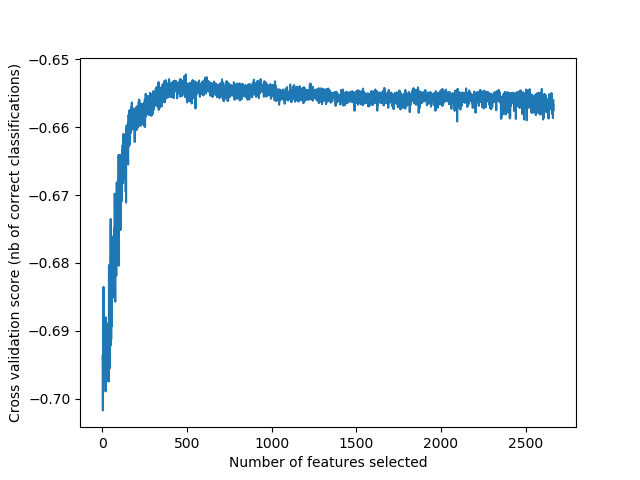 −0.65
−0.66
−0.67
−0.68
−0.69
−0.70
Cross validation score (nb of correct classifications)
0 500 1000 1500 2000 2500
Number of features selected